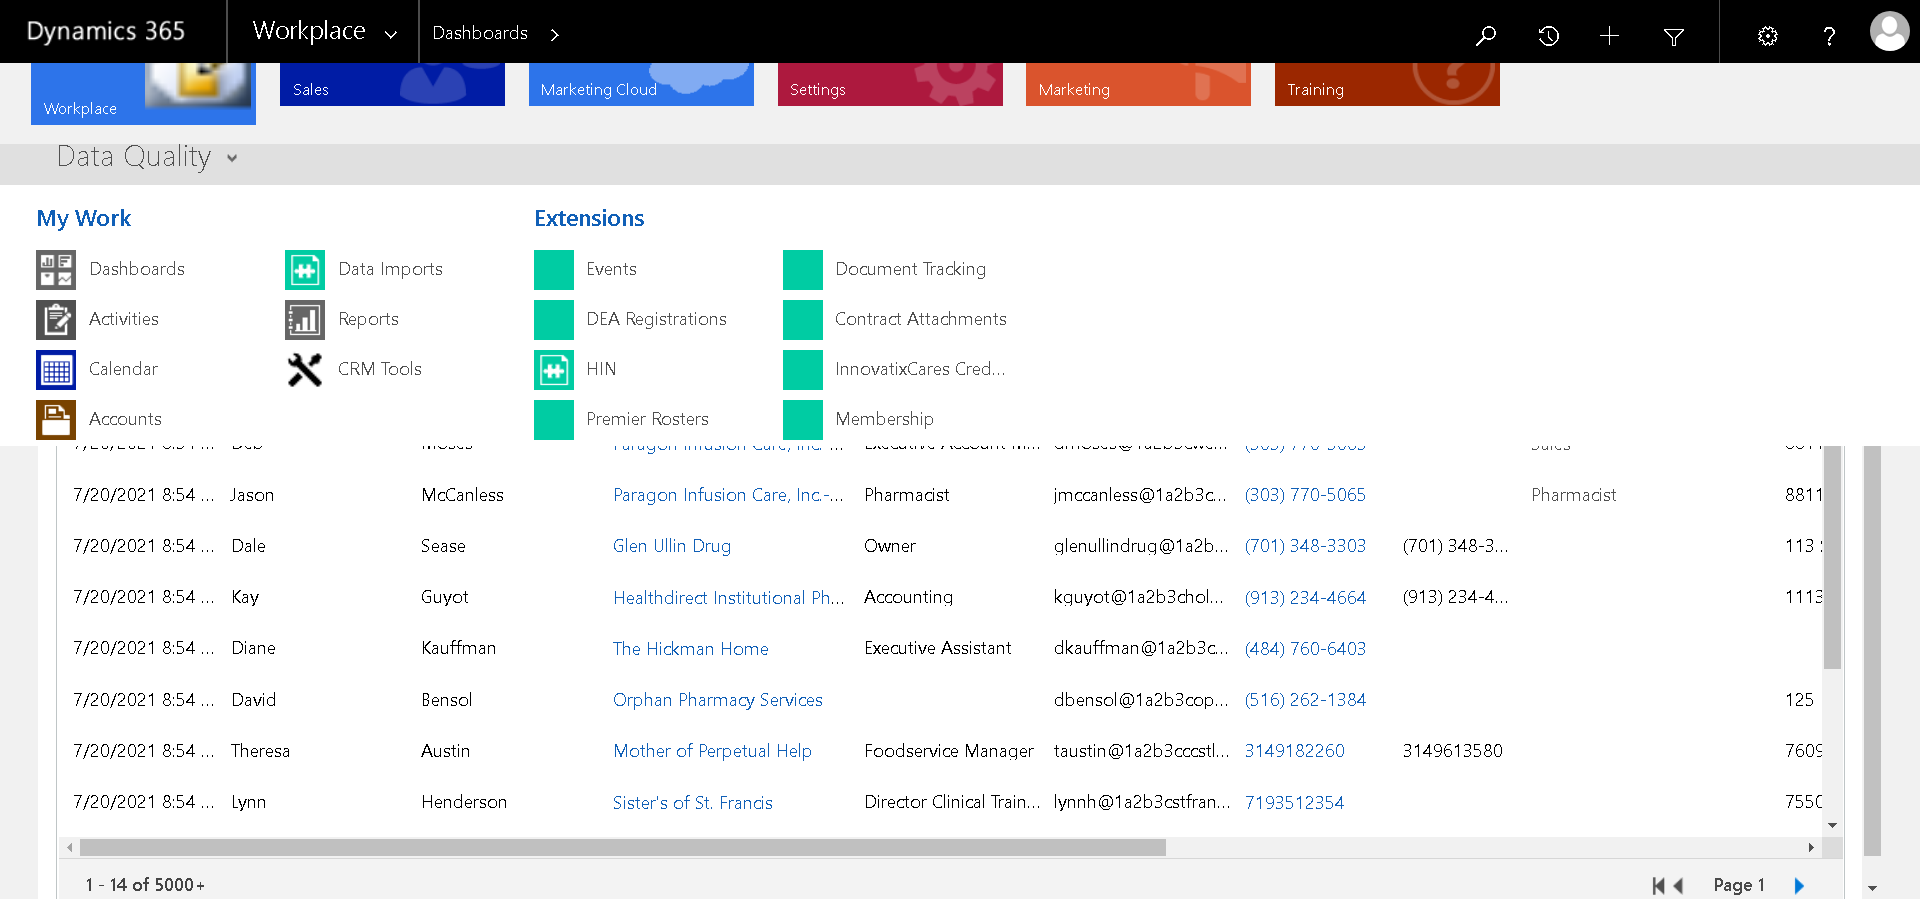 Dynamics 365 Workplace Dashboards
Workplace Sales Marketing Cloud Settings Marketing Training
Data Quality
My Work Extensions
Dashboards Data Imports Events Document Tracking
Activities Reports DEA Registrations Contract Attachments
Calendar CRM Tools HIN InnovatixCares Cred...
Accounts Premier Rosters Membership
7/20/2021 8:54 ... Jason McCanless Paragon Infusion Care, Inc.-... Pharmacist jmccanless@1a2b3c... (303) 770-5065 Pharmacist 8811
7/20/2021 8:54 ... Dale Sease Glen Ullin Drug Owner glenullindrug@1a2b... (701) 348-3303 (701) 348-3... 113
7/20/2021 8:54 ... Kay Guyot Healthdirect Institutional Ph... Accounting kguyot@1a2b3chol... (913) 234-4664 (913) 234-4... 1113
7/20/2021 8:54 ... Diane Kauffman The Hickman Home Executive Assistant dkauffman@1a2b3c... (484) 760-6403
7/20/2021 8:54 ... David Bensol Orphan Pharmacy Services dbensol@1a2b3cop... (516) 262-1384 125
7/20/2021 8:54 ... Theresa Austin Mother of Perpetual Help Foodservice Manager taustin@1a2b3cccstl... 3149182260 3149613580 7609
7/20/2021 8:54 ... Lynn Henderson Sister's of St. Francis Director Clinical Train... lynnh@1a2b3cstfran... 7193512354 7550
1 - 14 of 5000+ Page 1